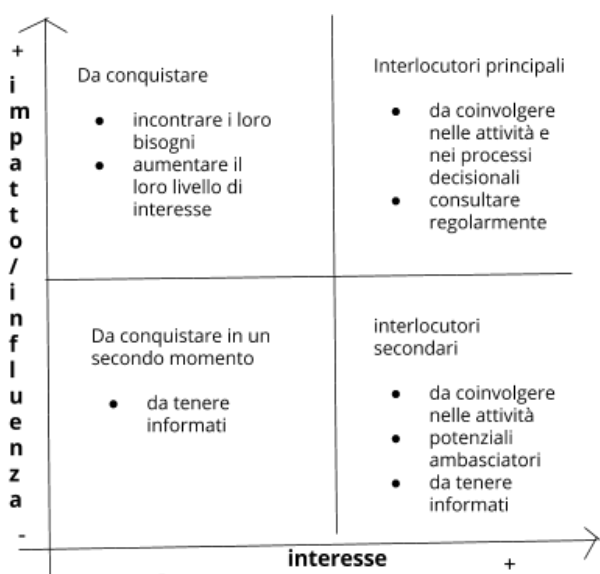 +
impatto/influenza
-
Da conquistare
● incontrare i loro
bisogni
● aumentare il
loro livello di
interesse
Interlocutori principali
● da coinvolgere
nelle attività e
nei processi
decisionali
● consultare
regolarmente
Da conquistare in un
secondo momento
● da tenere
informati
interlocutori
secondari
● da coinvolgere
nelle attività
● potenziali
ambasciatori
● da tenere
informati
interesse
+